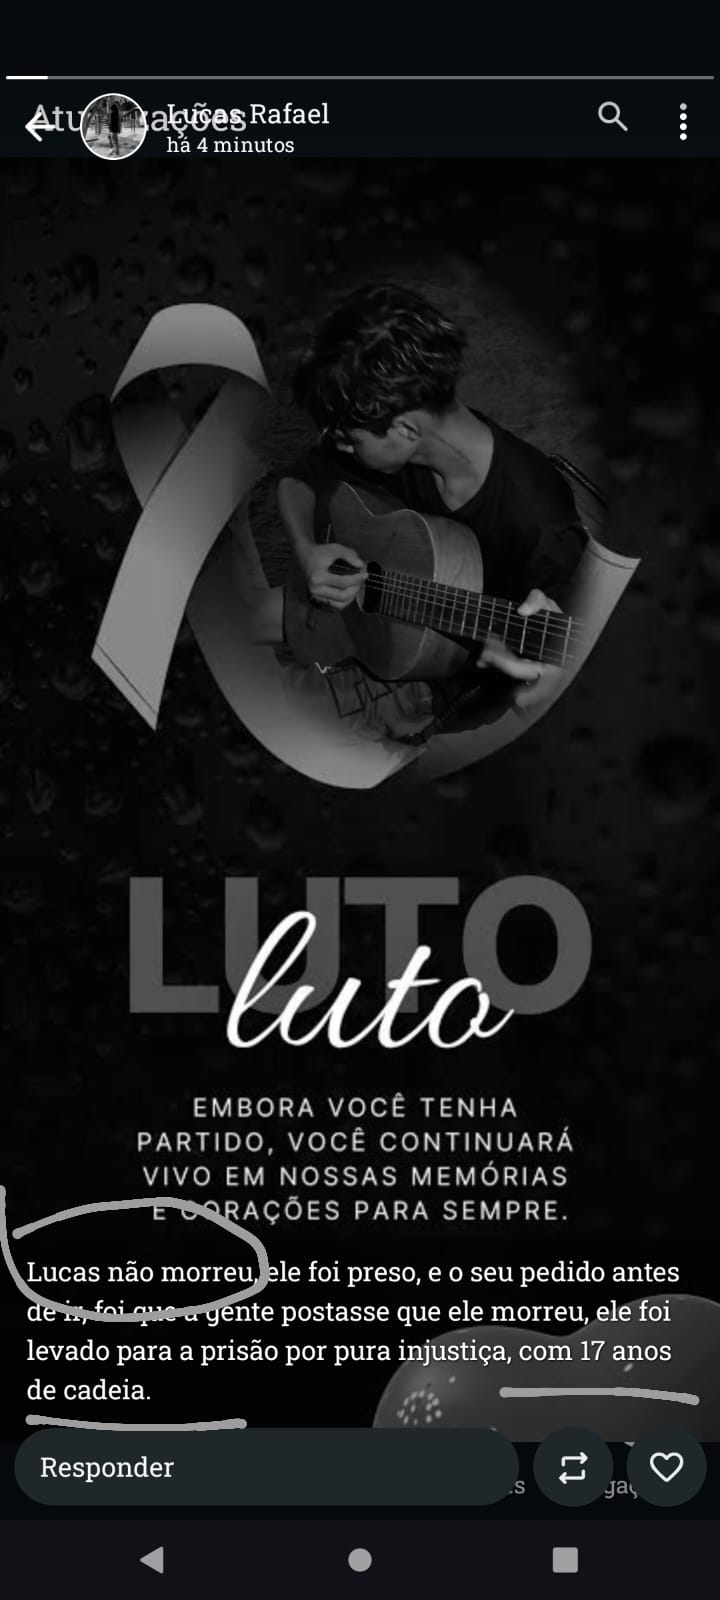 Atualizações
Lucas Rafael
há 4 minutos
LUTO
luto
EMBORA VOCÊ TENHA
PARTIDO, VOCÊ CONTINUARÁ
VIVO EM NOSSAS MEMÓRIAS
E CORAÇÕES PARA SEMPRE.
Lucas não morreu, ele foi preso, e o seu pedido antes
de ir, foi que a gente postasse que ele morreu, ele foi
levado para a prisão por pura injustiça, com 17 anos
de cadeia.
Responder